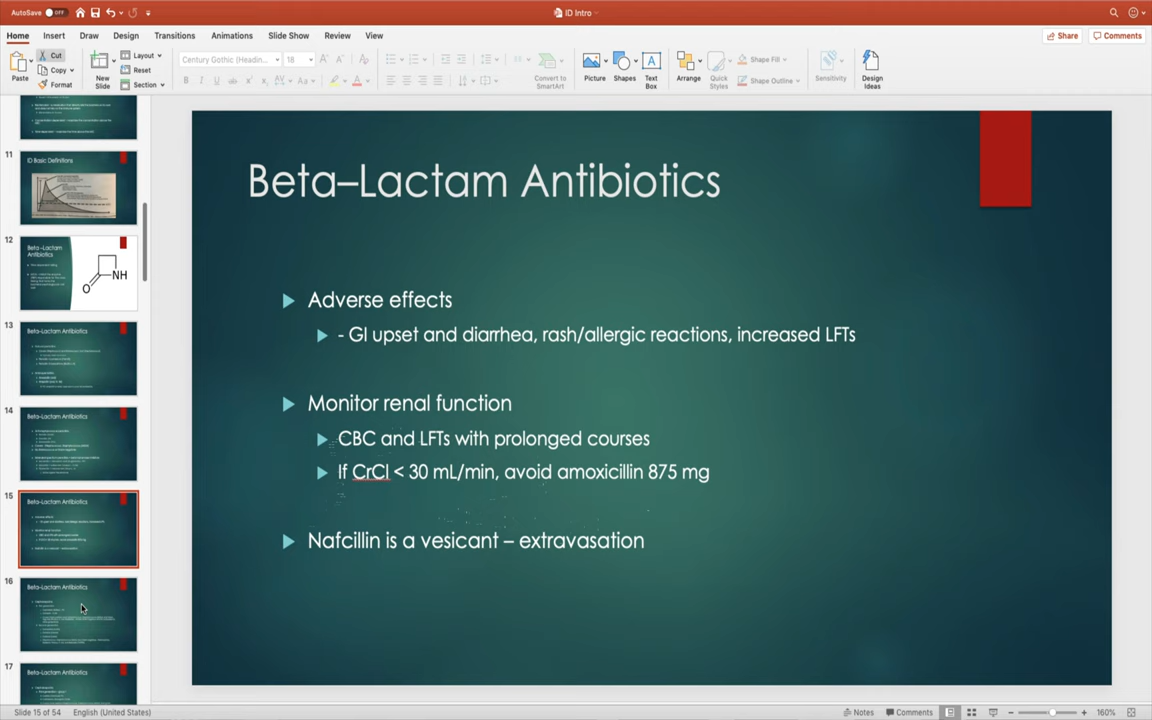 AutoSave OFF
ID Intro
Home Insert Draw Design Transitions Animations Slide Show Review View Share Comments
Paste Cut Copy Format New Slide Layout Reset Section Century Gothic (Headin... 18 Convert to SmartArt Picture Shapes Text Box Arrange Quick Styles Shape Fill Shape Outline Sensitivity Design Ideas
11
ID Basic Definitions
12
Beta-Lactam Antibiotics
NH
O
13
Beta-Lactam Antibiotics
14
Beta-Lactam Antibiotics
15
Beta-Lactam Antibiotics
16
Beta-Lactam Antibiotics
17
Beta-Lactam Antibiotics
Beta–Lactam Antibiotics
Adverse effects
- GI upset and diarrhea, rash/allergic reactions, increased LFTs
Monitor renal function
CBC and LFTs with prolonged courses
If CrCl < 30 mL/min, avoid amoxicillin 875 mg
Nafcillin is a vesicant – extravasation
Slide 15 of 54 English (United States) Notes Comments 160%